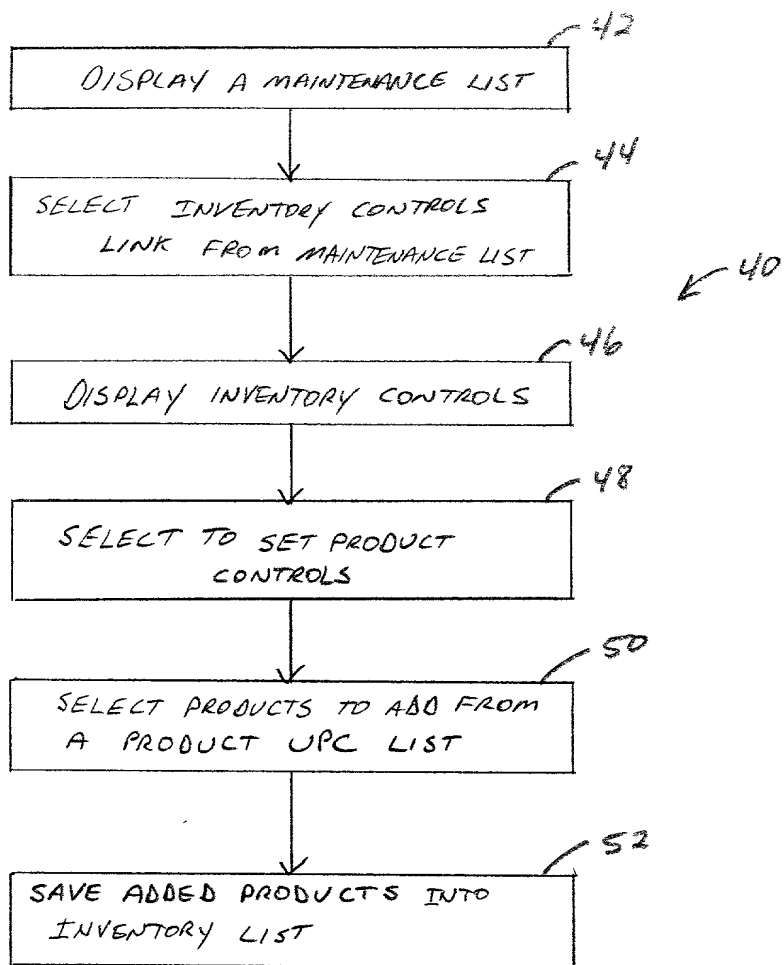 42
DISPLAY A MAINTENANCE LIST
44
SELECT INVENTORY CONTROLS
LINK FROM MAINTENANCE LIST
40
46
DISPLAY INVENTORY CONTROLS
48
SELECT TO SET PRODUCT
CONTROLS
50
SELECT PRODUCTS TO ADD FROM
A PRODUCT UPC LIST
52
SAVE ADDED PRODUCTS INTO
INVENTORY LIST